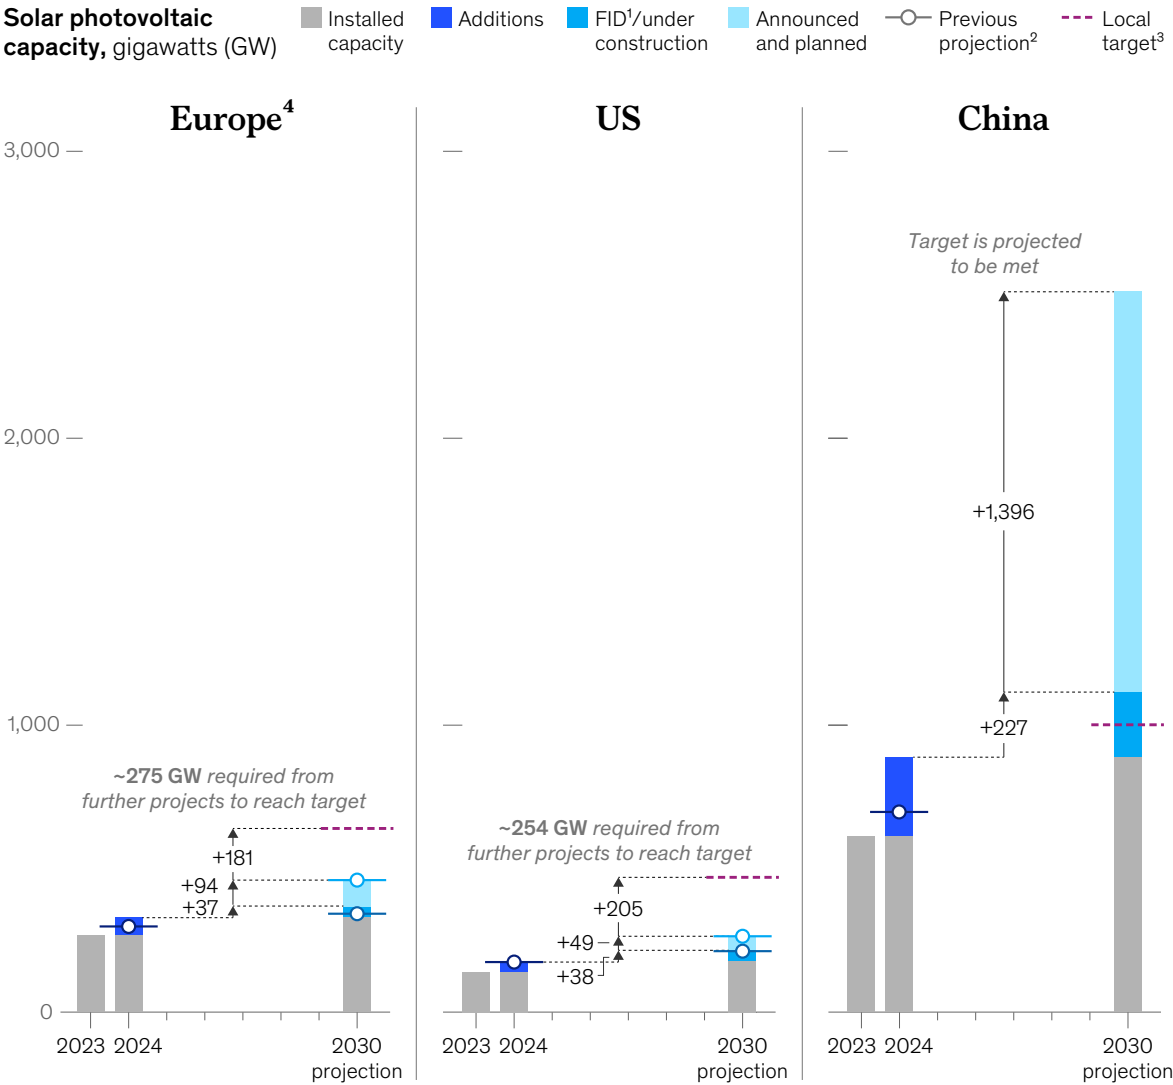 Solar photovoltaic
capacity, gigawatts (GW)
Installed
capacity
Additions
FID¹/under
construction
Announced
and planned
Previous
projection²
Local
target³
Europe⁴
US
China
3,000
2,000
1,000
0
~275 GW required from
further projects to reach target
+181
+94
+37
2023
2024
2030
projection
~254 GW required from
further projects to reach target
+205
+49
+38
2023
2024
2030
projection
Target is projected
to be met
+1,396
+227
2023
2024
2030
projection